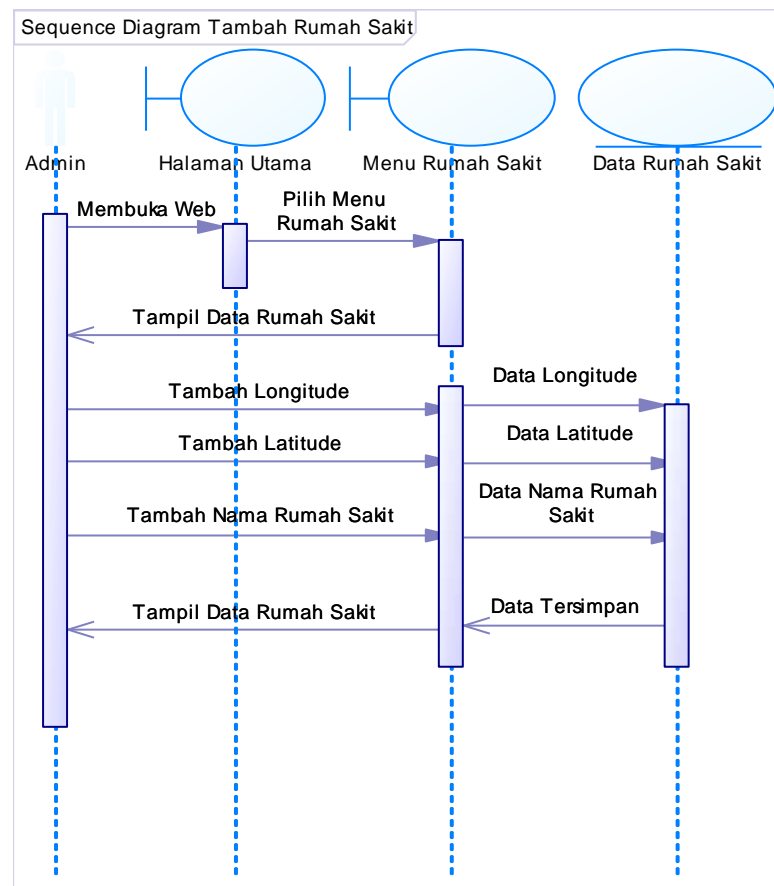 Sequence Diagram Tambah Rumah Sakit
Admin
Halaman Utama
Menu Rumah Sakit
Data Rumah Sakit
Membuka Web
Pilih Menu
Rumah Sakit
Tampil Data Rumah Sakit
Tambah Longitude
Data Longitude
Tambah Latitude
Data Latitude
Tambah Nama Rumah Sakit
Data Nama Rumah
Sakit
Tampil Data Rumah Sakit
Data Tersimpan